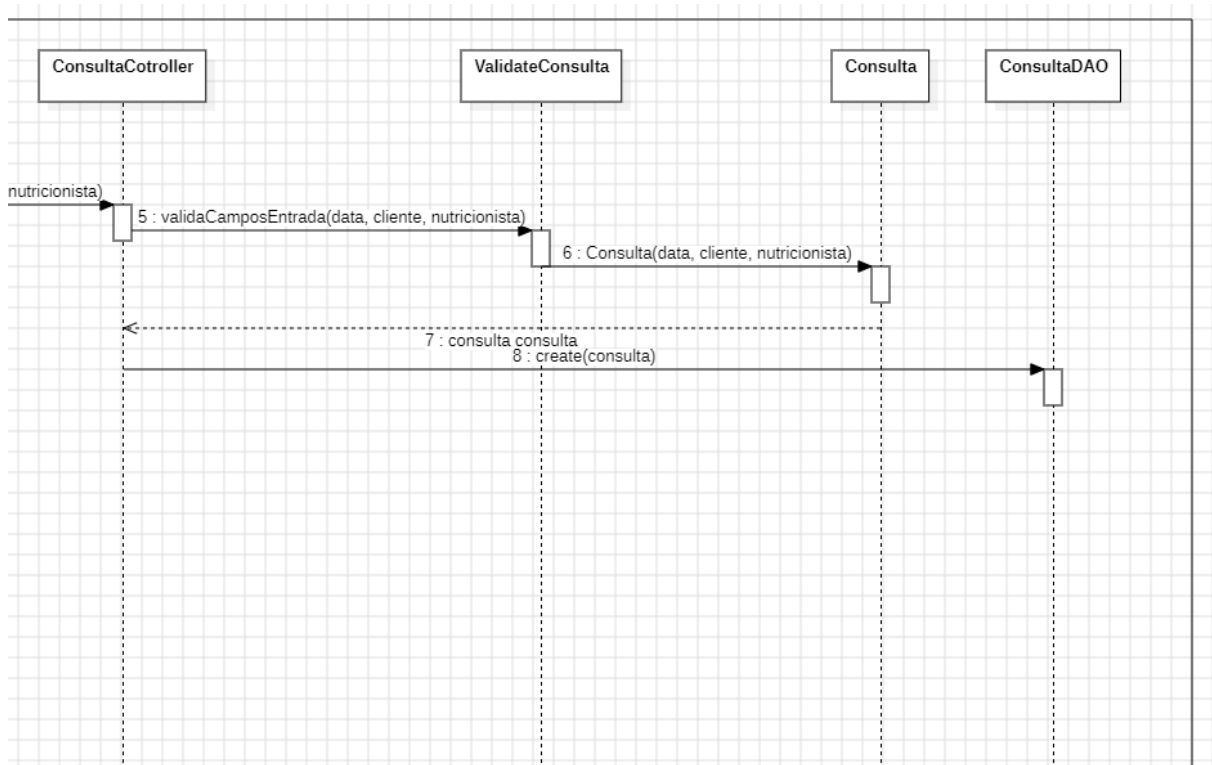 ConsultaCotroller
ValidateConsulta
Consulta
ConsultaDAO
nutricionista)
5 : validaCamposEntrada(data, cliente, nutricionista)
6 : Consulta(data, cliente, nutricionista)
7 : consulta consulta
8 : create(consulta)